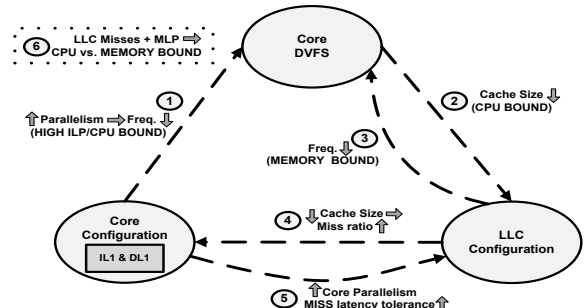 6 LLC Misses + MLP ⇨
CPU vs. MEMORY BOUND
Core
DVFS
1
⇧ Parallelism ⇨ Freq. ⇩
(HIGH ILP/CPU BOUND)
2 Cache Size ⇩
(CPU BOUND)
3
Freq. ⇩
(MEMORY BOUND)
Core
Configuration
IL1 & DL1
4 ⇩ Cache Size ⇨
Miss ratio ⇧
LLC
Configuration
5 ⇧ Core Parallelism
MISS latency tolerance ⇧